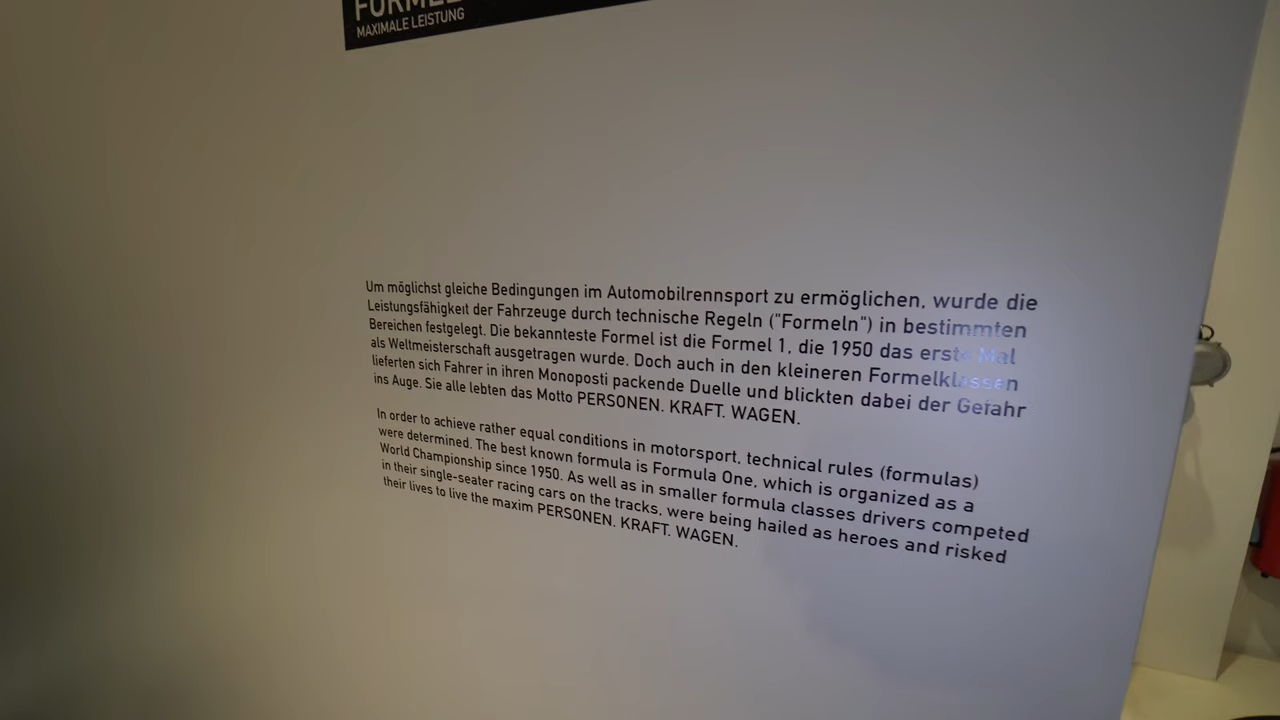 FORMEL
MAXIMALE LEISTUNG
Um möglichst gleiche Bedingungen im Automobilrennsport zu ermöglichen, wurde die
Leistungsfähigkeit der Fahrzeuge durch technische Regeln ("Formeln") in bestimmten
Bereichen festgelegt. Die bekannteste Formel ist die Formel 1, die 1950 das erste Mal
als Weltmeisterschaft ausgetragen wurde. Doch auch in den kleineren Formelklassen
lieferten sich Fahrer in ihren Monoposti packende Duelle und blickten dabei der Gefahr
ins Auge. Sie alle lebten das Motto PERSONEN. KRAFT. WAGEN.
In order to achieve rather equal conditions in motorsport, technical rules (formulas)
were determined. The best known formula is Formula One, which is organized as a
World Championship since 1950. As well as in smaller formula classes drivers competed
in their single-seater racing cars on the tracks, were being hailed as heroes and risked
their lives to live the maxim PERSONEN. KRAFT. WAGEN.